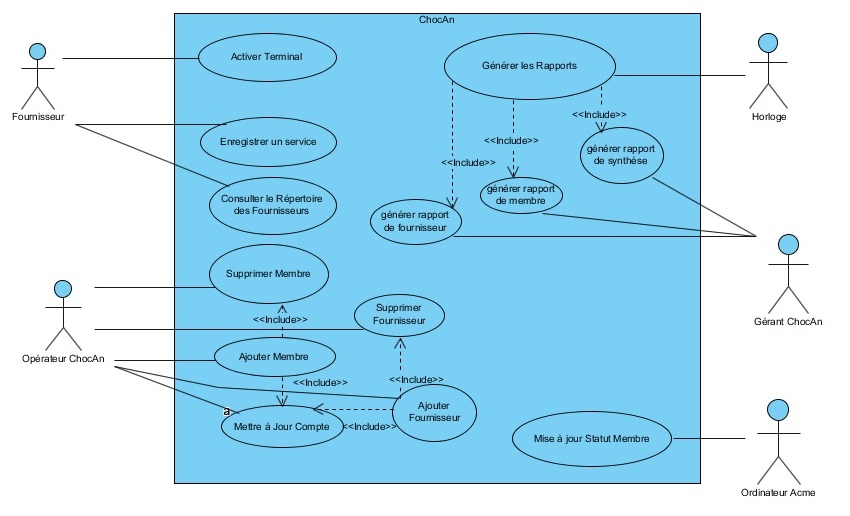 ChocAn
Activer Terminal
Générer les Rapports
Fournisseur
Horloge
<<Include>>
Enregistrer un service
<<Include>>
générer rapport
de synthèse
<<Include>>
Consulter le Répertoire
des Fournisseurs
générer rapport
de membre
générer rapport
de fournisseur
Supprimer Membre
Gérant ChocAn
Supprimer
Fournisseur
<<Include>>
Opérateur ChocAn
Ajouter Membre
<<Include>>
<<Include>>
a
Ajouter
Fournisseur
Mettre à Jour Compte
<<Include>>
Mise à jour Statut Membre
Ordinateur Acme